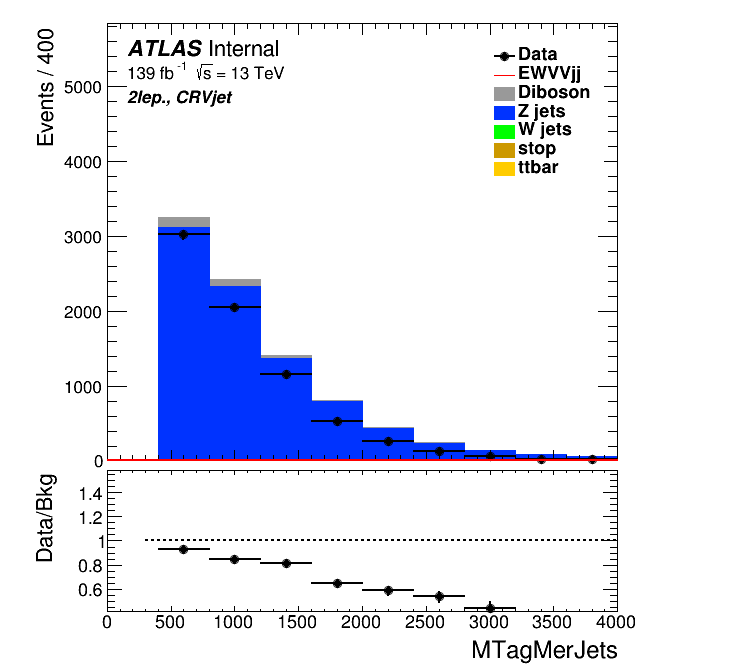 Events / 400
5000
4000
3000
2000
1000
0
ATLAS Internal
139 fb⁻¹ √s = 13 TeV
2lep., CRVjet
Data
EWVVjj
Diboson
Z jets
W jets
stop
ttbar
Data/Bkg
1.4
1.2
1
0.8
0.6
0 500 1000 1500 2000 2500 3000 3500 4000
MTagMerJets